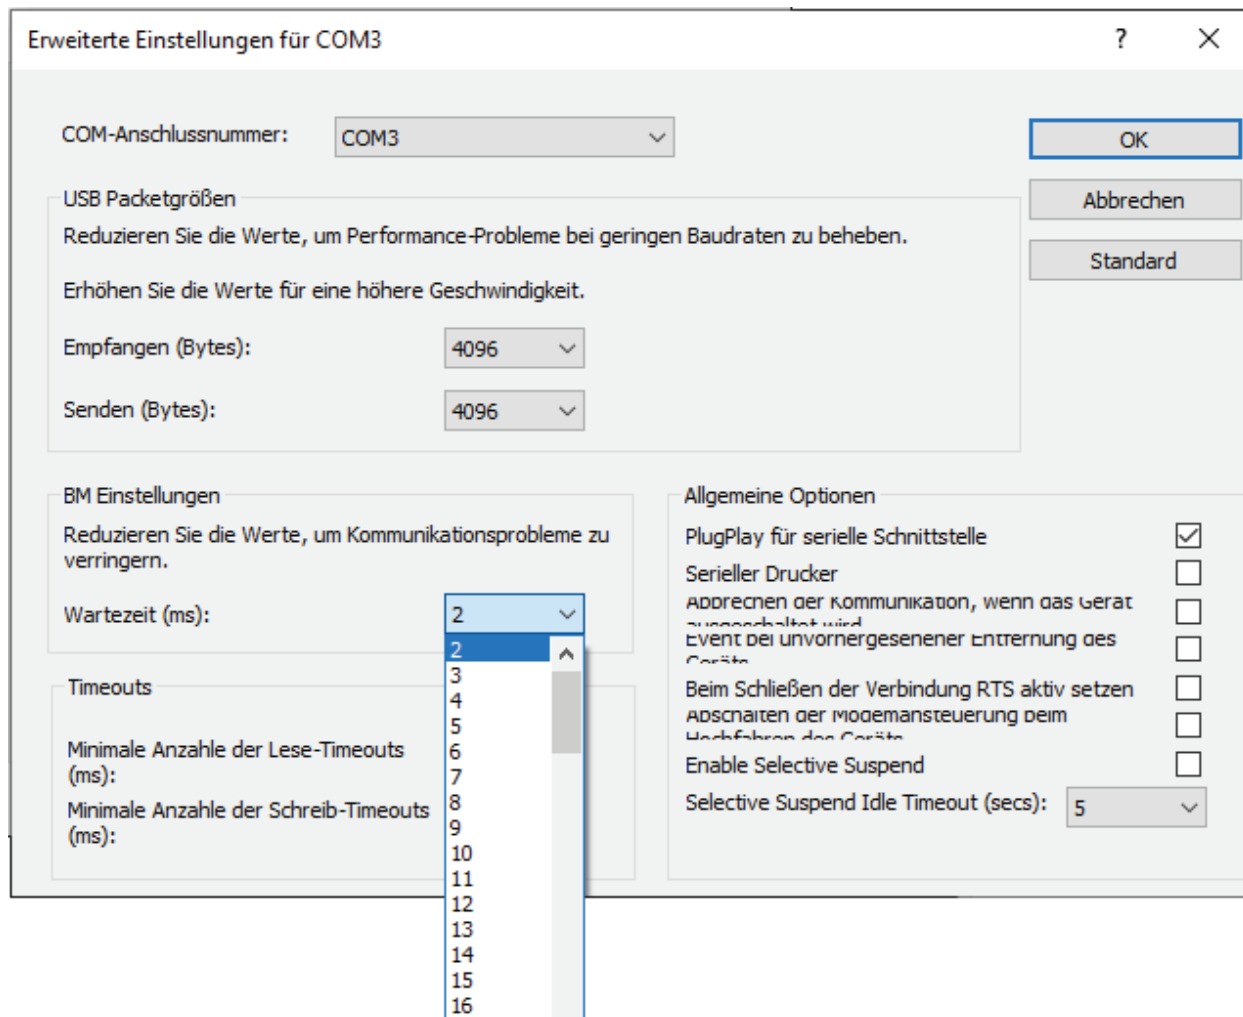 Erweiterte Einstellungen für COM3
COM-Anschlussnummer:
COM3
OK
Abbrechen
Standard
USB Packetgrößen
Reduzieren Sie die Werte, um Performance-Probleme bei geringen Baudraten zu beheben.
Erhöhen Sie die Werte für eine höhere Geschwindigkeit.
Empfangen (Bytes):
4096
Senden (Bytes):
4096
BM Einstellungen
Reduzieren Sie die Werte, um Kommunikationsprobleme zu
verringern.
Wartezeit (ms):
2
2
3
4
5
6
7
8
9
10
11
12
13
14
15
16
Timeouts
Minimale Anzahle der Lese-Timeouts
(ms):
Minimale Anzahle der Schreib-Timeouts
(ms):
Allgemeine Optionen
PlugPlay für serielle Schnittstelle
Serieller Drucker
Abbrechen der Kommunikation, wenn das Gerät
ausgeschaltet wird
Event bei unvorhergesehener Entfernung des
Geräts
Beim Schließen der Verbindung RTS aktiv setzen
Abschalten der Modemansteuerung beim
Hochfahren des Geräts
Enable Selective Suspend
Selective Suspend Idle Timeout (secs):
5